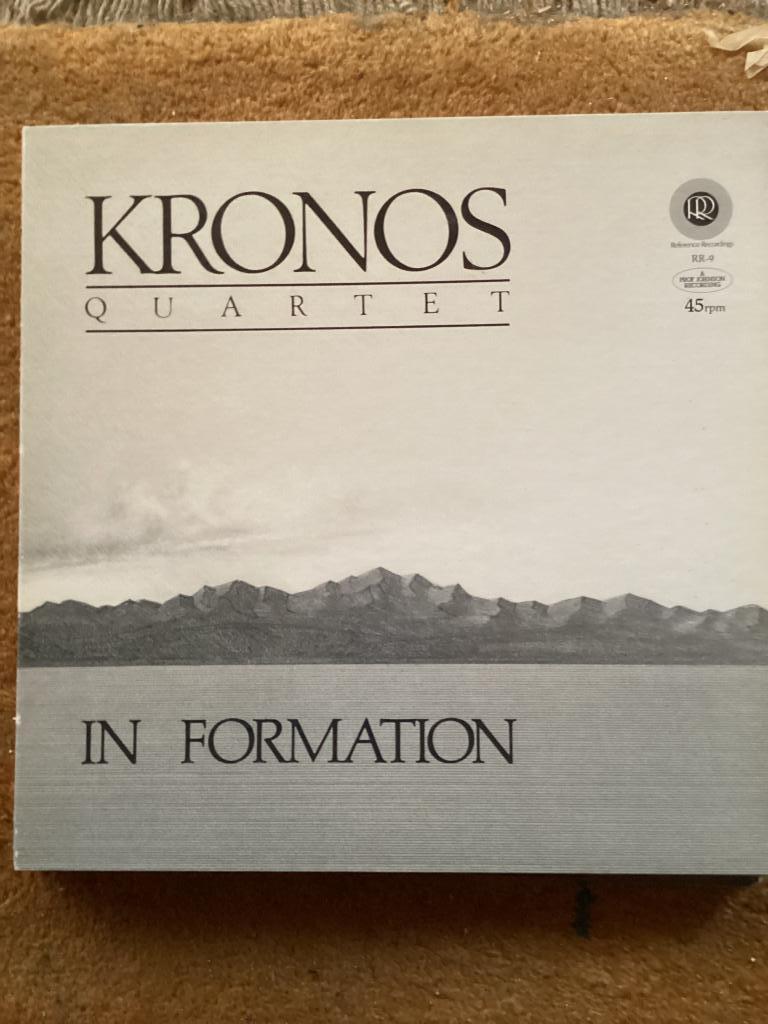 KRONOS
QUARTET
RR
Reference Recordings
RR-9
A
PROF JOHNSON
RECORDING
45rpm
IN FORMATION